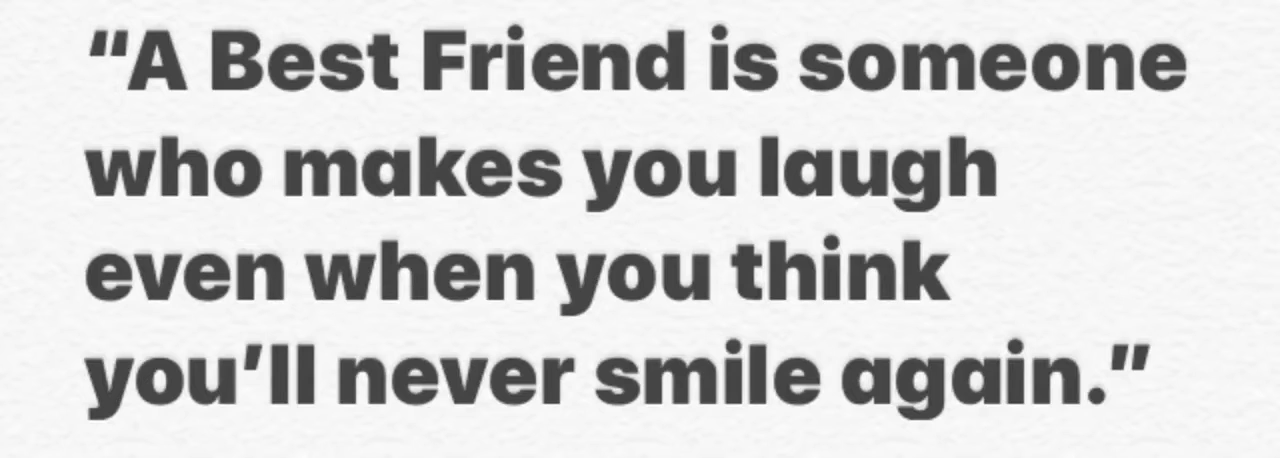 “A Best Friend is someone
who makes you laugh
even when you think
you’ll never smile again.”